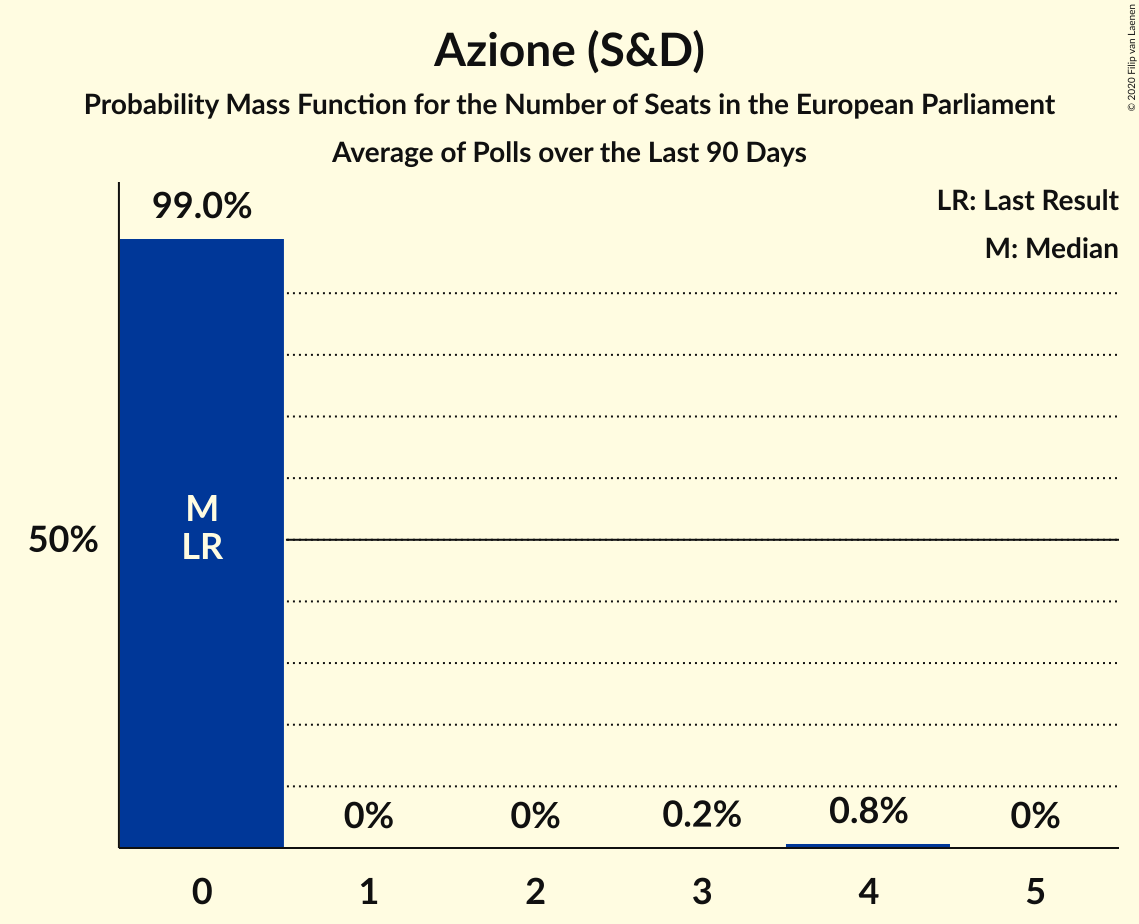 Azione (S&D)
Probability Mass Function for the Number of Seats in the European Parliament
Average of Polls over the Last 90 Days
© 2020 Filip van Laenen
LR: Last Result
M: Median
99.0%
M
LR
50%
0%
0%
0.2%
0.8%
0%
0
1
2
3
4
5